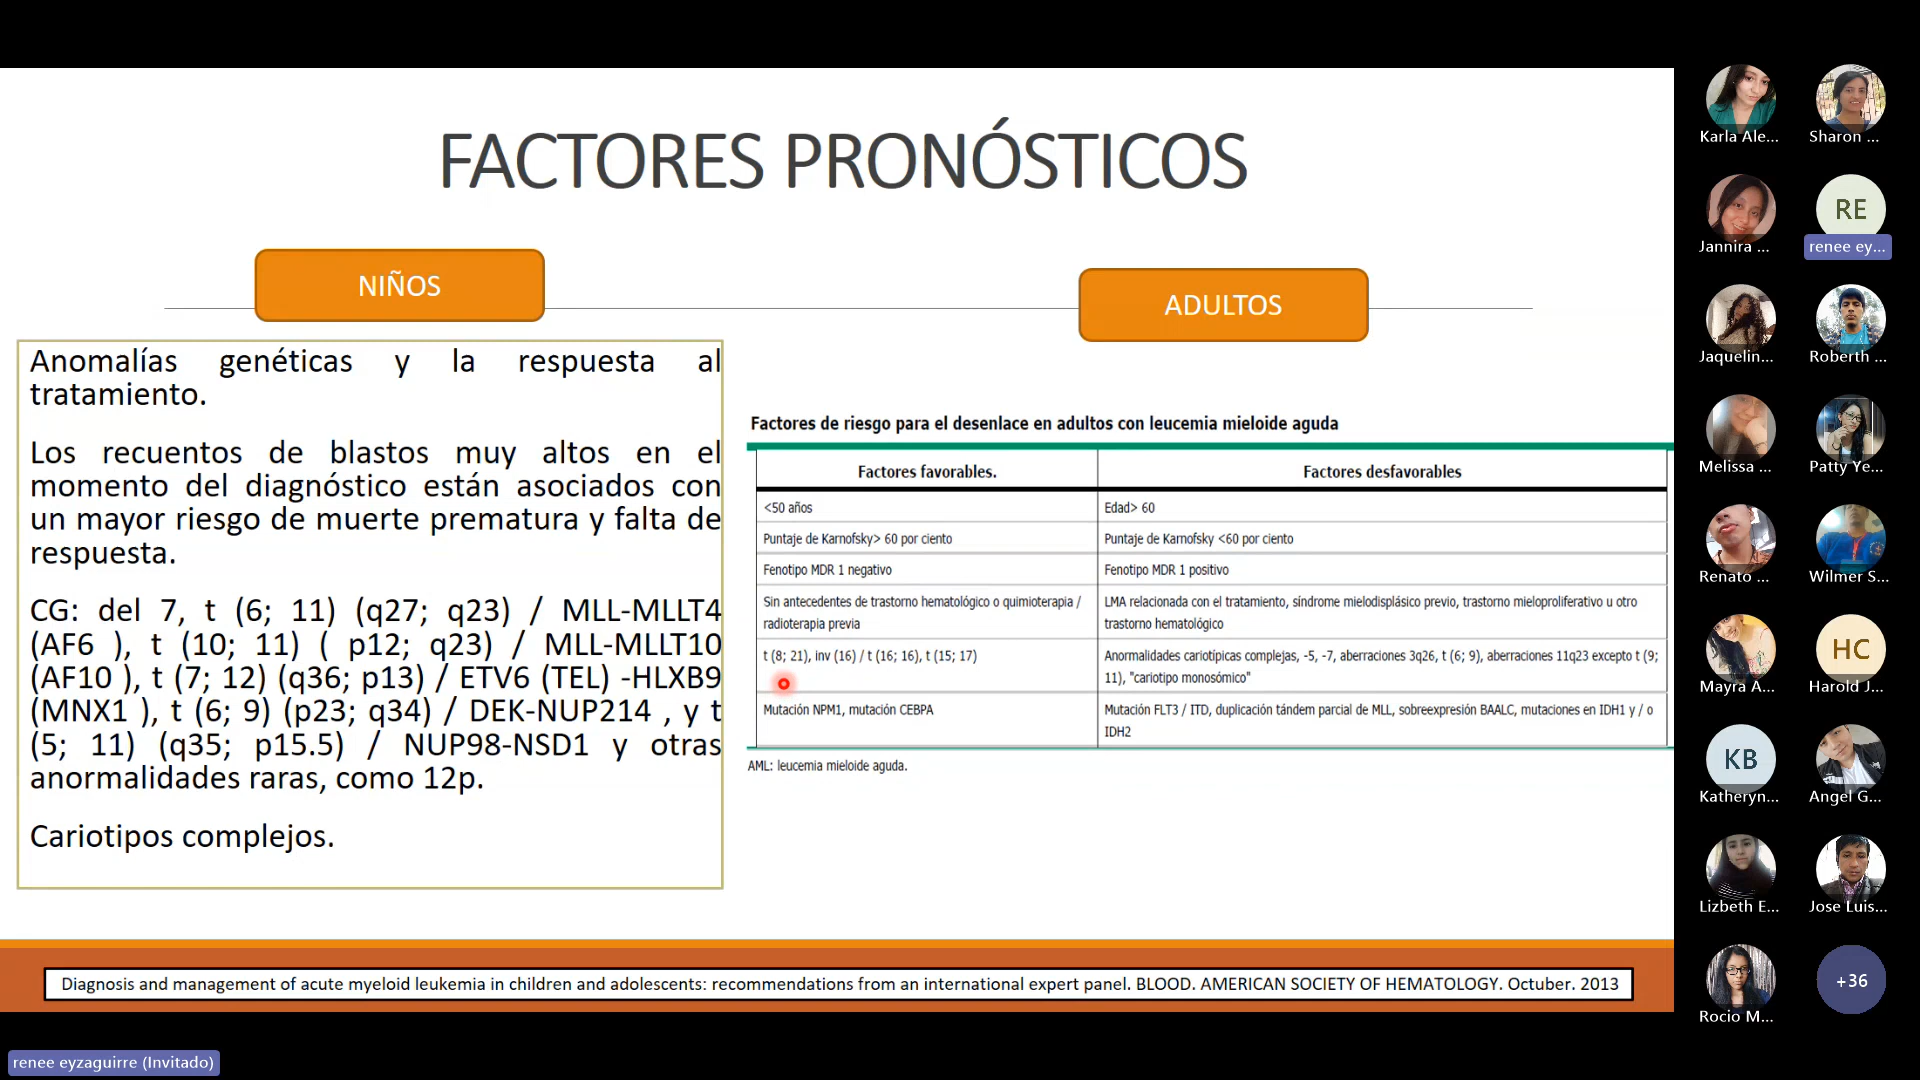 FACTORES PRONÓSTICOS
NIÑOS
ADULTOS
Anomalías genéticas y la respuesta al
tratamiento.
Los recuentos de blastos muy altos en el
momento del diagnóstico están asociados con
un mayor riesgo de muerte prematura y falta de
respuesta.
CG: del 7, t (6; 11) (q27; q23) / MLL-MLLT4
(AF6 ), t (10; 11) ( p12; q23) / MLL-MLLT10
(AF10 ), t (7; 12) (q36; p13) / ETV6 (TEL) -HLXB9
(MNX1 ), t (6; 9) (p23; q34) / DEK-NUP214 , y t
(5; 11) (q35; p15.5) / NUP98-NSD1 y otras
anormalidades raras, como 12p.
Cariotipos complejos.
Factores de riesgo para el desenlace en adultos con leucemia mieloide aguda
Factores favorables.
Factores desfavorables
<50 años
Edad> 60
Puntaje de Karnofsky> 60 por ciento
Puntaje de Karnofsky <60 por ciento
Fenotipo MDR 1 negativo
Fenotipo MDR 1 positivo
Sin antecedentes de trastorno hematológico o quimioterapia /
radioterapia previa
LMA relacionada con el tratamiento, síndrome mielodisplásico previo, trastorno mieloproliferativo u otro
trastorno hematológico
t (8; 21), inv (16) / t (16; 16), t (15; 17)
Anormalidades cariotípicas complejas, -5, -7, aberraciones 3q26, t (6; 9), aberraciones 11q23 excepto t (9;
11), "cariotipo monosómico"
Mutación NPM1, mutación CEBPA
Mutación FLT3 / ITD, duplicación tándem parcial de MLL, sobreexpresión BAALC, mutaciones en IDH1 y / o
IDH2
AML: leucemia mieloide aguda.
Diagnosis and management of acute myeloid leukemia in children and adolescents: recommendations from an international expert panel. BLOOD. AMERICAN SOCIETY OF HEMATOLOGY. Octuber. 2013
Karla Ale...
Sharon ...
Jannira ...
RE
renee ey...
Jaquelin...
Roberth ...
Melissa ...
Patty Ye...
Renato ...
Wilmer S...
Mayra A...
HC
Harold J...
KB
Katheryn...
Angel G...
Lizbeth E...
Jose Luis...
Rocio M...
+36
renee eyzaguirre (Invitado)